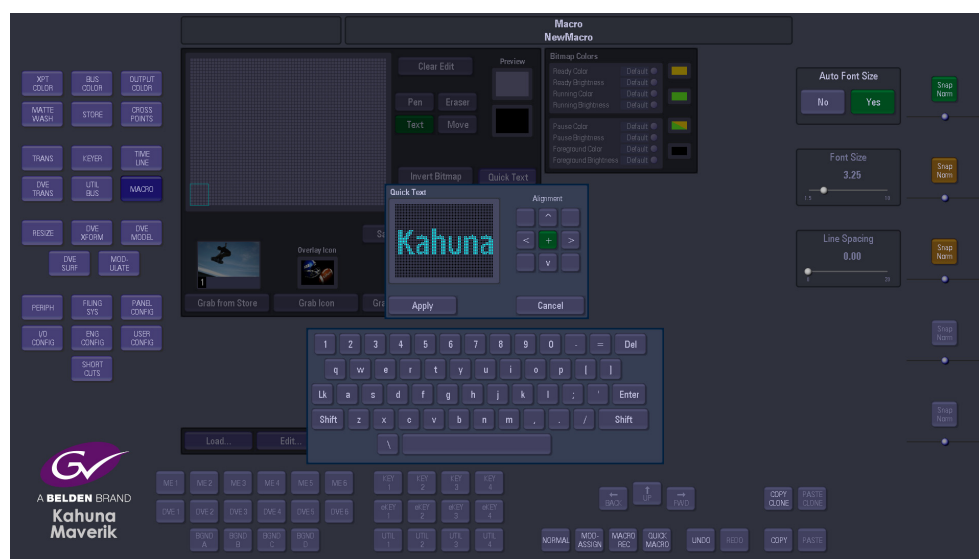 Macro
NewMacro
XPT COLOR
BUS COLOR
OUTPUT COLOR
MATTE WASH
STORE
CROSS POINTS
TRANS
KEYER
TIME LINE
DVE TRANS
UTIL BUS
MACRO
RESIZE
DVE XFORM
DVE MODEL
DVE SURF
MOD- ULATE
PERIPH
FILING SYS
PANEL CONFIG
I/O CONFIG
ENG CONFIG
USER CONFIG
SHORT CUTS
Clear Edit
Preview
Pen
Eraser
Text
Move
Invert Bitmap
Quick Text
Bitmap Colors
Ready Color Default
Ready Brightness Default
Running Color Default
Running Brightness Default
Pause Color Default
Pause Brightness Default
Foreground Color Default
Foreground Brightness Default
Auto Font Size
No
Yes
Snap Norm
Font Size
3.25
1.5
10
Snap Norm
Line Spacing
0.00
0
20
Snap Norm
Snap Norm
Snap Norm
Quick Text
Kahuna
Alignment
^
< + >
v
Apply
Cancel
Sa
1
Overlay Icon
Grab from Store
Grab Icon
Gra
1 2 3 4 5 6 7 8 9 0 - = Del
q w e r t y u i o p [ ]
Lk a s d f g h j k l ; ' Enter
Shift z x c v b n m , . / Shift
\
Load...
Edit...
GV
A BELDEN BRAND
Kahuna
Maverik
ME 1 ME 2 ME 3 ME 4 ME 5 ME 6
KEY 1 KEY 2 KEY 3 KEY 4
DVE 1 DVE 2 DVE 3 DVE 4 DVE 5 DVE 6
eKEY 1 eKEY 2 eKEY 3 eKEY 4
BGND A BGND B BGND C BGND D
UTIL 1 UTIL 2 UTIL 3 UTIL 4
← BACK
↑ UP
→ FWD
COPY CLONE
PASTE CLONE
NORMAL
MOD- ASSIGN
MACRO REC
QUICK MACRO
UNDO
REDO
COPY
PASTE